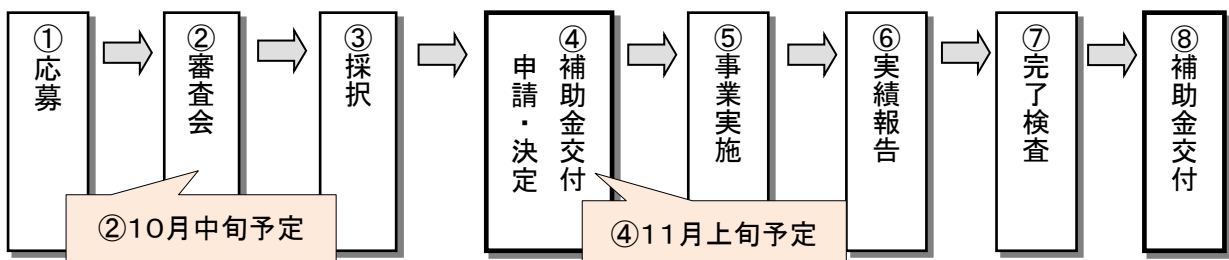 ①応募
②審査会
③採択
④補助金交付
申請・決定
⑤事業実施
⑥実績報告
⑦完了検査
⑧補助金交付
②10月中旬予定
④11月上旬予定